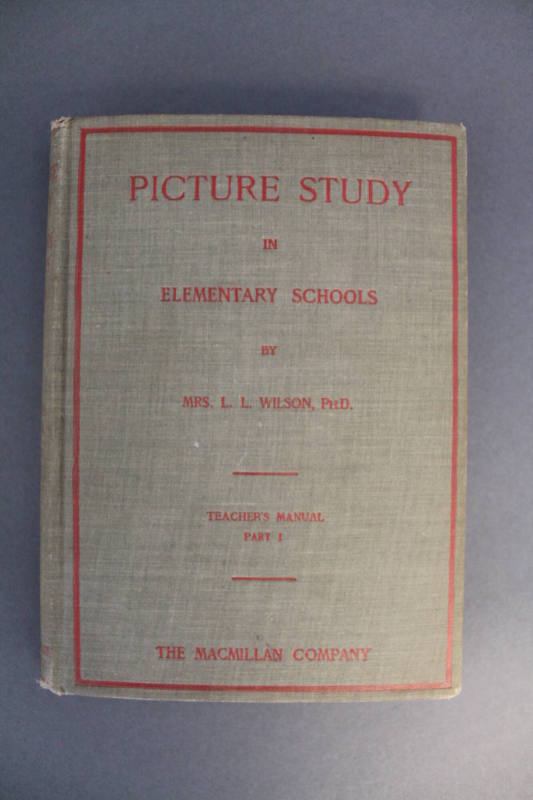 PICTURE STUDY
IN
ELEMENTARY SCHOOLS
BY
MRS. L. L. WILSON, PH.D.
TEACHER'S MANUAL
PART I
THE MACMILLAN COMPANY